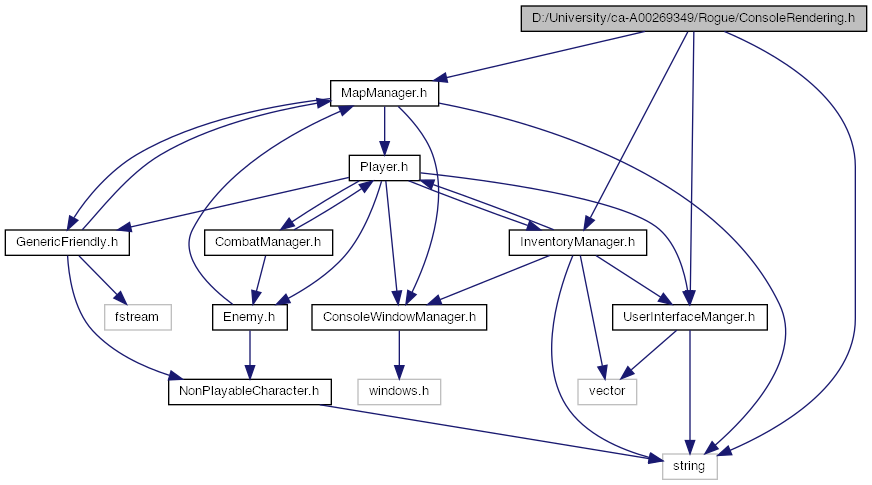 D:/University/ca-A00269349/Rogue/ConsoleRendering.h
MapManager.h
Player.h
GenericFriendly.h
CombatManager.h
InventoryManager.h
fstream
Enemy.h
ConsoleWindowManager.h
UserInterfaceManger.h
NonPlayableCharacter.h
windows.h
vector
string